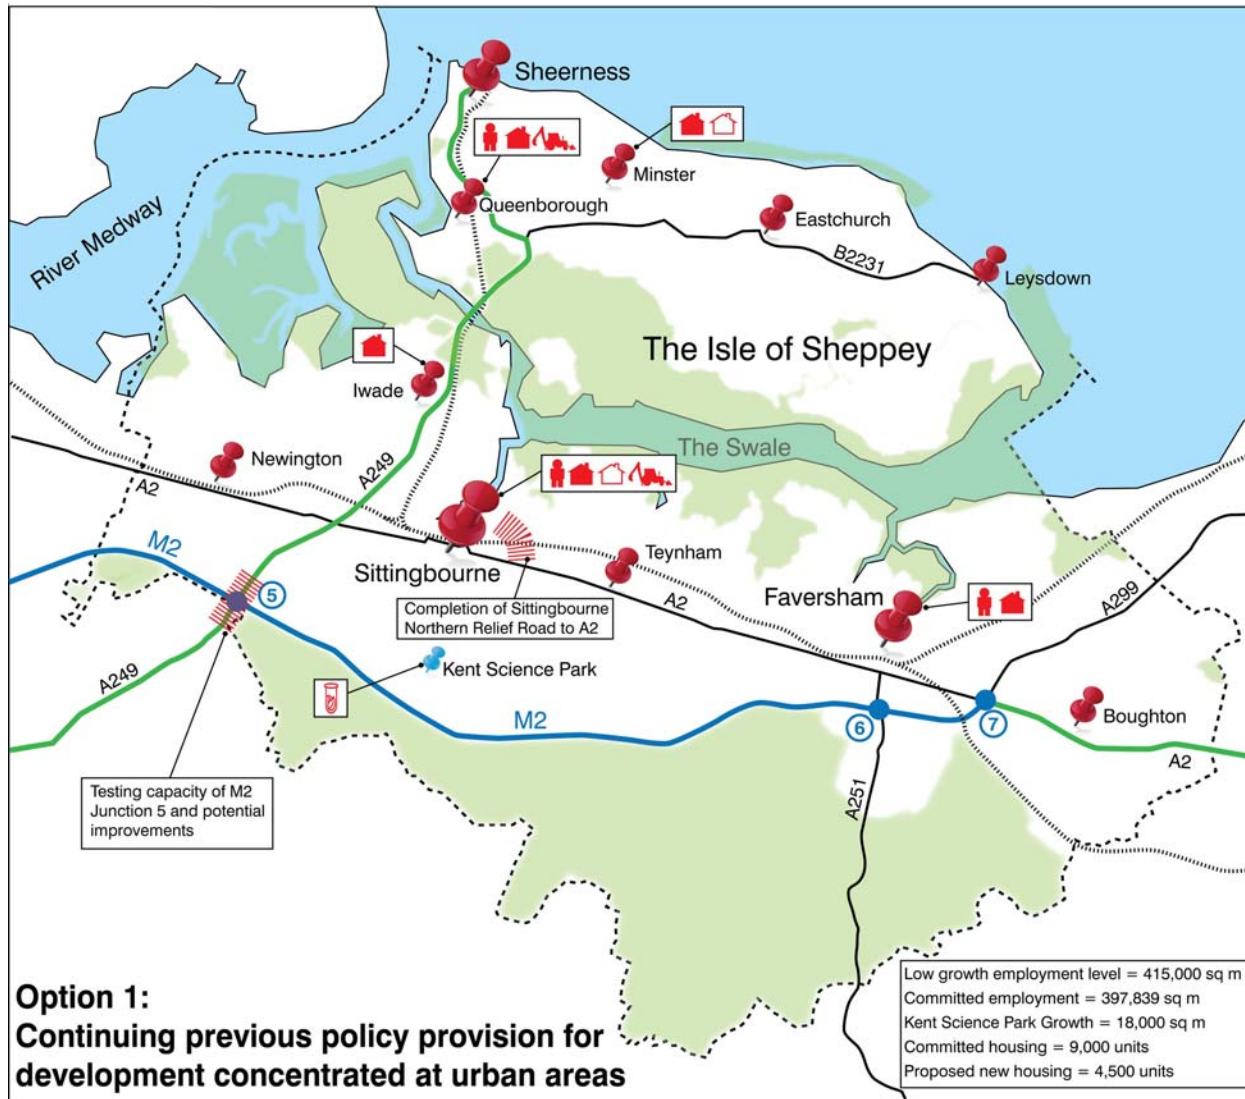 Sheerness
Minster
Queenborough
Eastchurch
River Medway
B2231
Leysdown
The Isle of Sheppey
Iwade
The Swale
Newington
A249
A2
M2
Sittingbourne
Teynham
A2
Faversham
A299
5
Completion of Sittingbourne
Northern Relief Road to A2
A249
Kent Science Park
M2
6
7
Boughton
A2
A251
Testing capacity of M2
Junction 5 and potential
improvements
Option 1:
Continuing previous policy provision for
development concentrated at urban areas
Low growth employment level = 415,000 sq m
Committed employment = 397,839 sq m
Kent Science Park Growth = 18,000 sq m
Committed housing = 9,000 units
Proposed new housing = 4,500 units